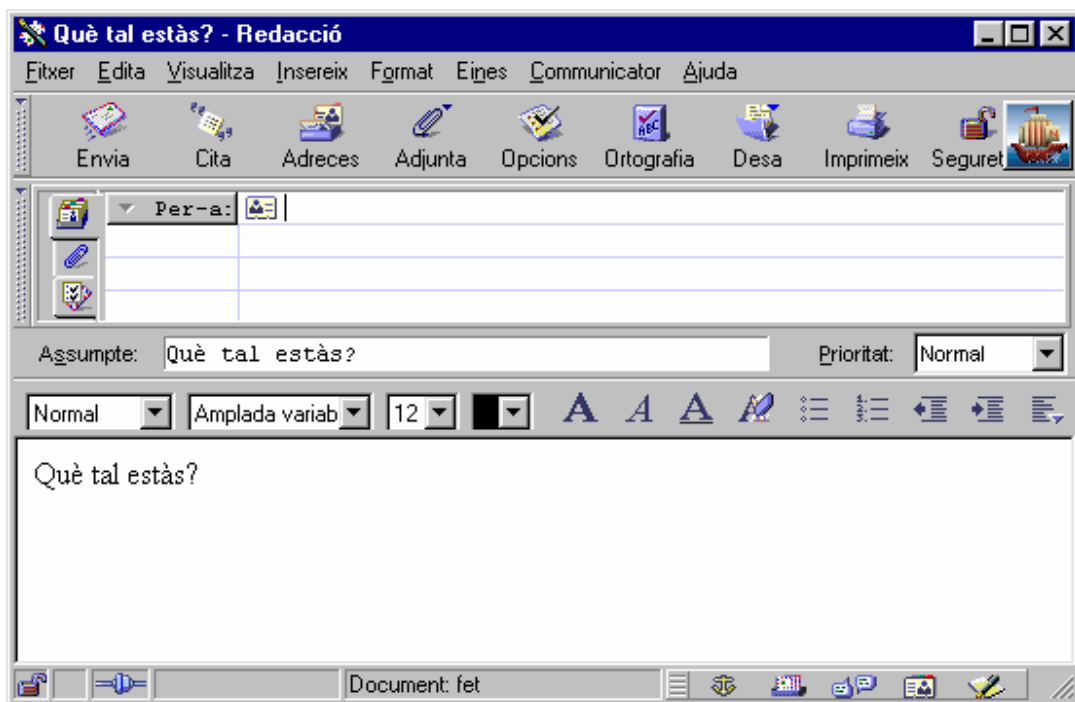 Què tal estàs? - Redacció
Fitxer Edita Visualitza Insereix Format Eines Communicator Ajuda
Envia Cita Adreces Adjunta Opcions Ortografia Desa Imprimeix Seguret
Per-a:
Assumpte: Què tal estàs? Prioritat: Normal
Normal Amplada variab 12 A A A
Què tal estàs?
Document: fet